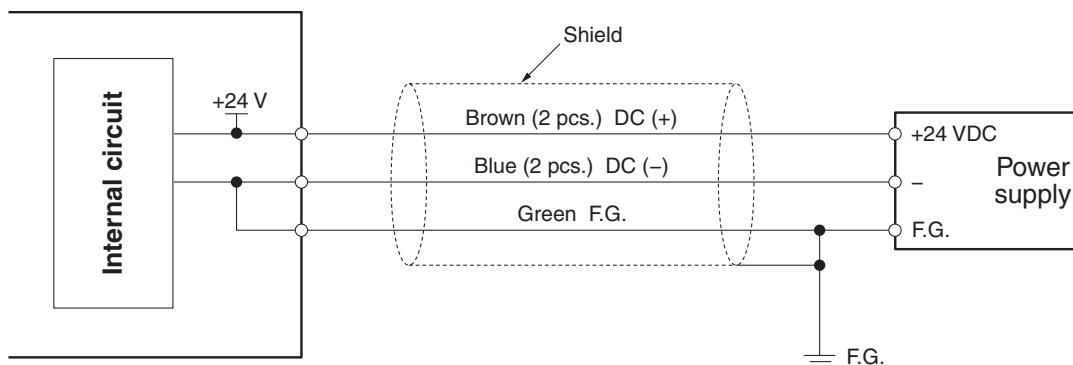 Shield
Internal circuit
+24 V
Brown (2 pcs.) DC (+)
+24 VDC
Blue (2 pcs.) DC (−)
–
Power
supply
Green F.G.
F.G.
F.G.